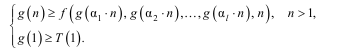 g(n) ≥ f(g(α₁·n), g(α₂·n),…,g(αₗ·n), n), n > 1,
g(1) ≥ T(1).